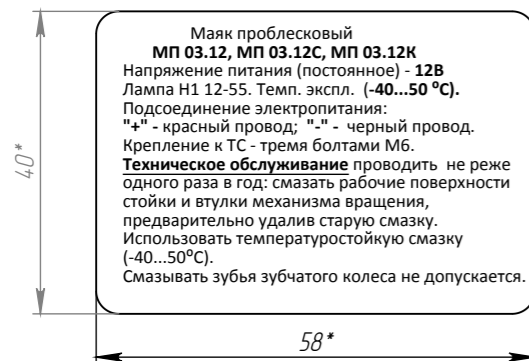 Маяк проблесковый
МП 03.12, МП 03.12С, МП 03.12К
Напряжение питания (постоянное) - 12В
Лампа Н1 12-55. Темп. экспл. (-40...50 ⁰С).
Подсоединение электропитания:
"+" - красный провод; "-" - черный провод.
Крепление к ТС - тремя болтами М6.
Техническое обслуживание проводить не реже
одного раза в год: смазать рабочие поверхности
стойки и втулки механизма вращения,
предварительно удалив старую смазку.
Использовать температуростойкую смазку
(-40...50⁰С).
Смазывать зубья зубчатого колеса не допускается.
40*
58*